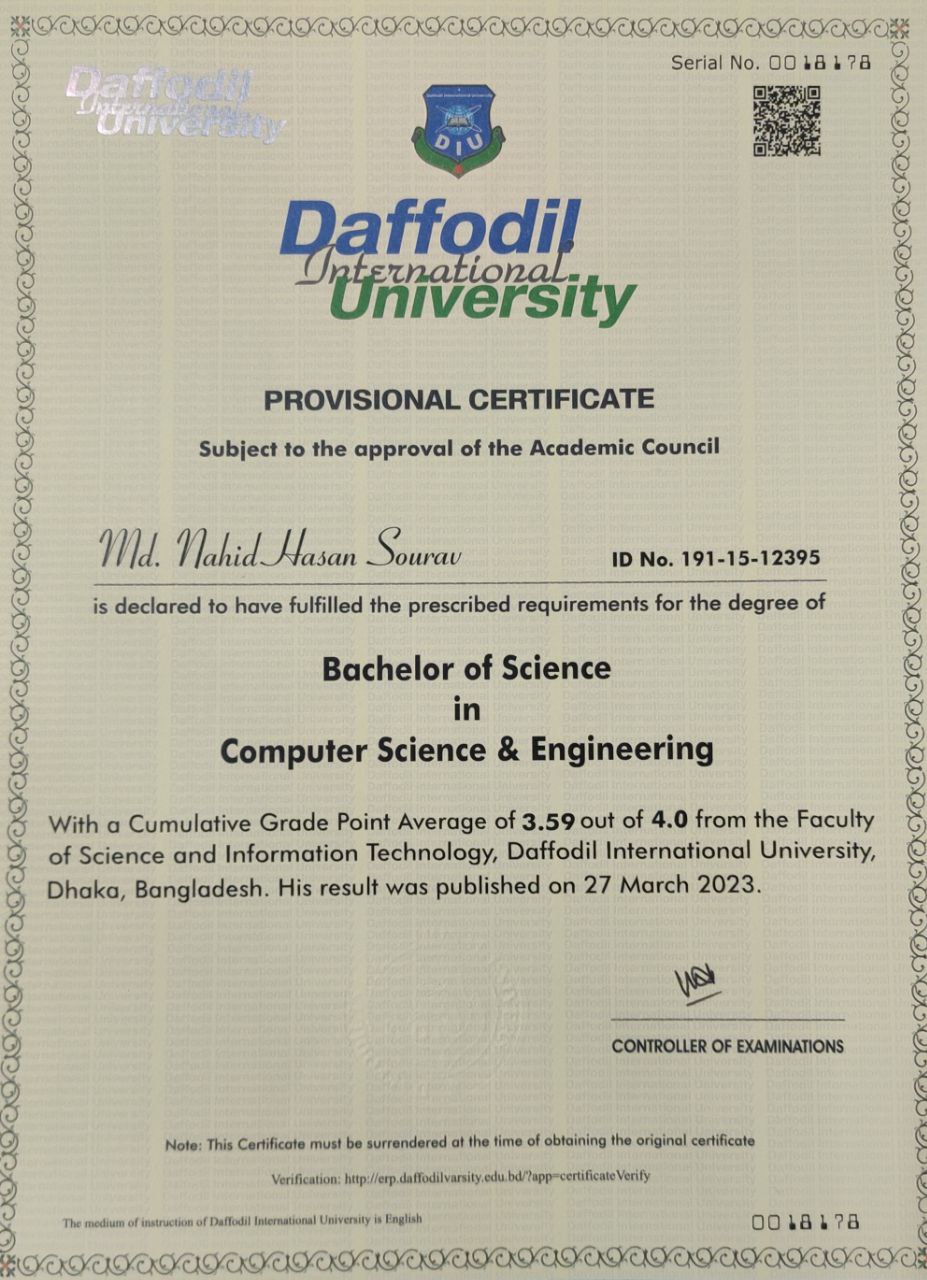 Serial No. 0018178
Daffodil
International
University
Daffodil International University
DIU
Daffodil
International
University
PROVISIONAL CERTIFICATE
Subject to the approval of the Academic Council
Md. Nahid Hasan Sourav ID No. 191-15-12395
is declared to have fulfilled the prescribed requirements for the degree of
Bachelor of Science
in
Computer Science & Engineering
With a Cumulative Grade Point Average of 3.59 out of 4.0 from the Faculty
of Science and Information Technology, Daffodil International University,
Dhaka, Bangladesh. His result was published on 27 March 2023.
CONTROLLER OF EXAMINATIONS
Note: This Certificate must be surrendered at the time of obtaining the original certificate
Verification: http://erp.daffodilvarsity.edu.bd/?app=certificateVerify
The medium of instruction of Daffodil International University is English
0018178